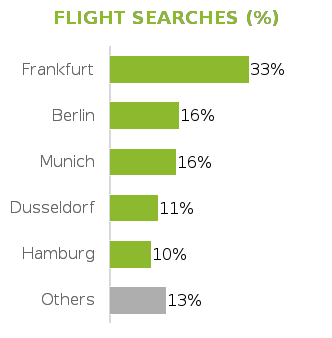 FLIGHT SEARCHES (%)
Frankfurt 33%
Berlin 16%
Munich 16%
Dusseldorf 11%
Hamburg 10%
Others 13%